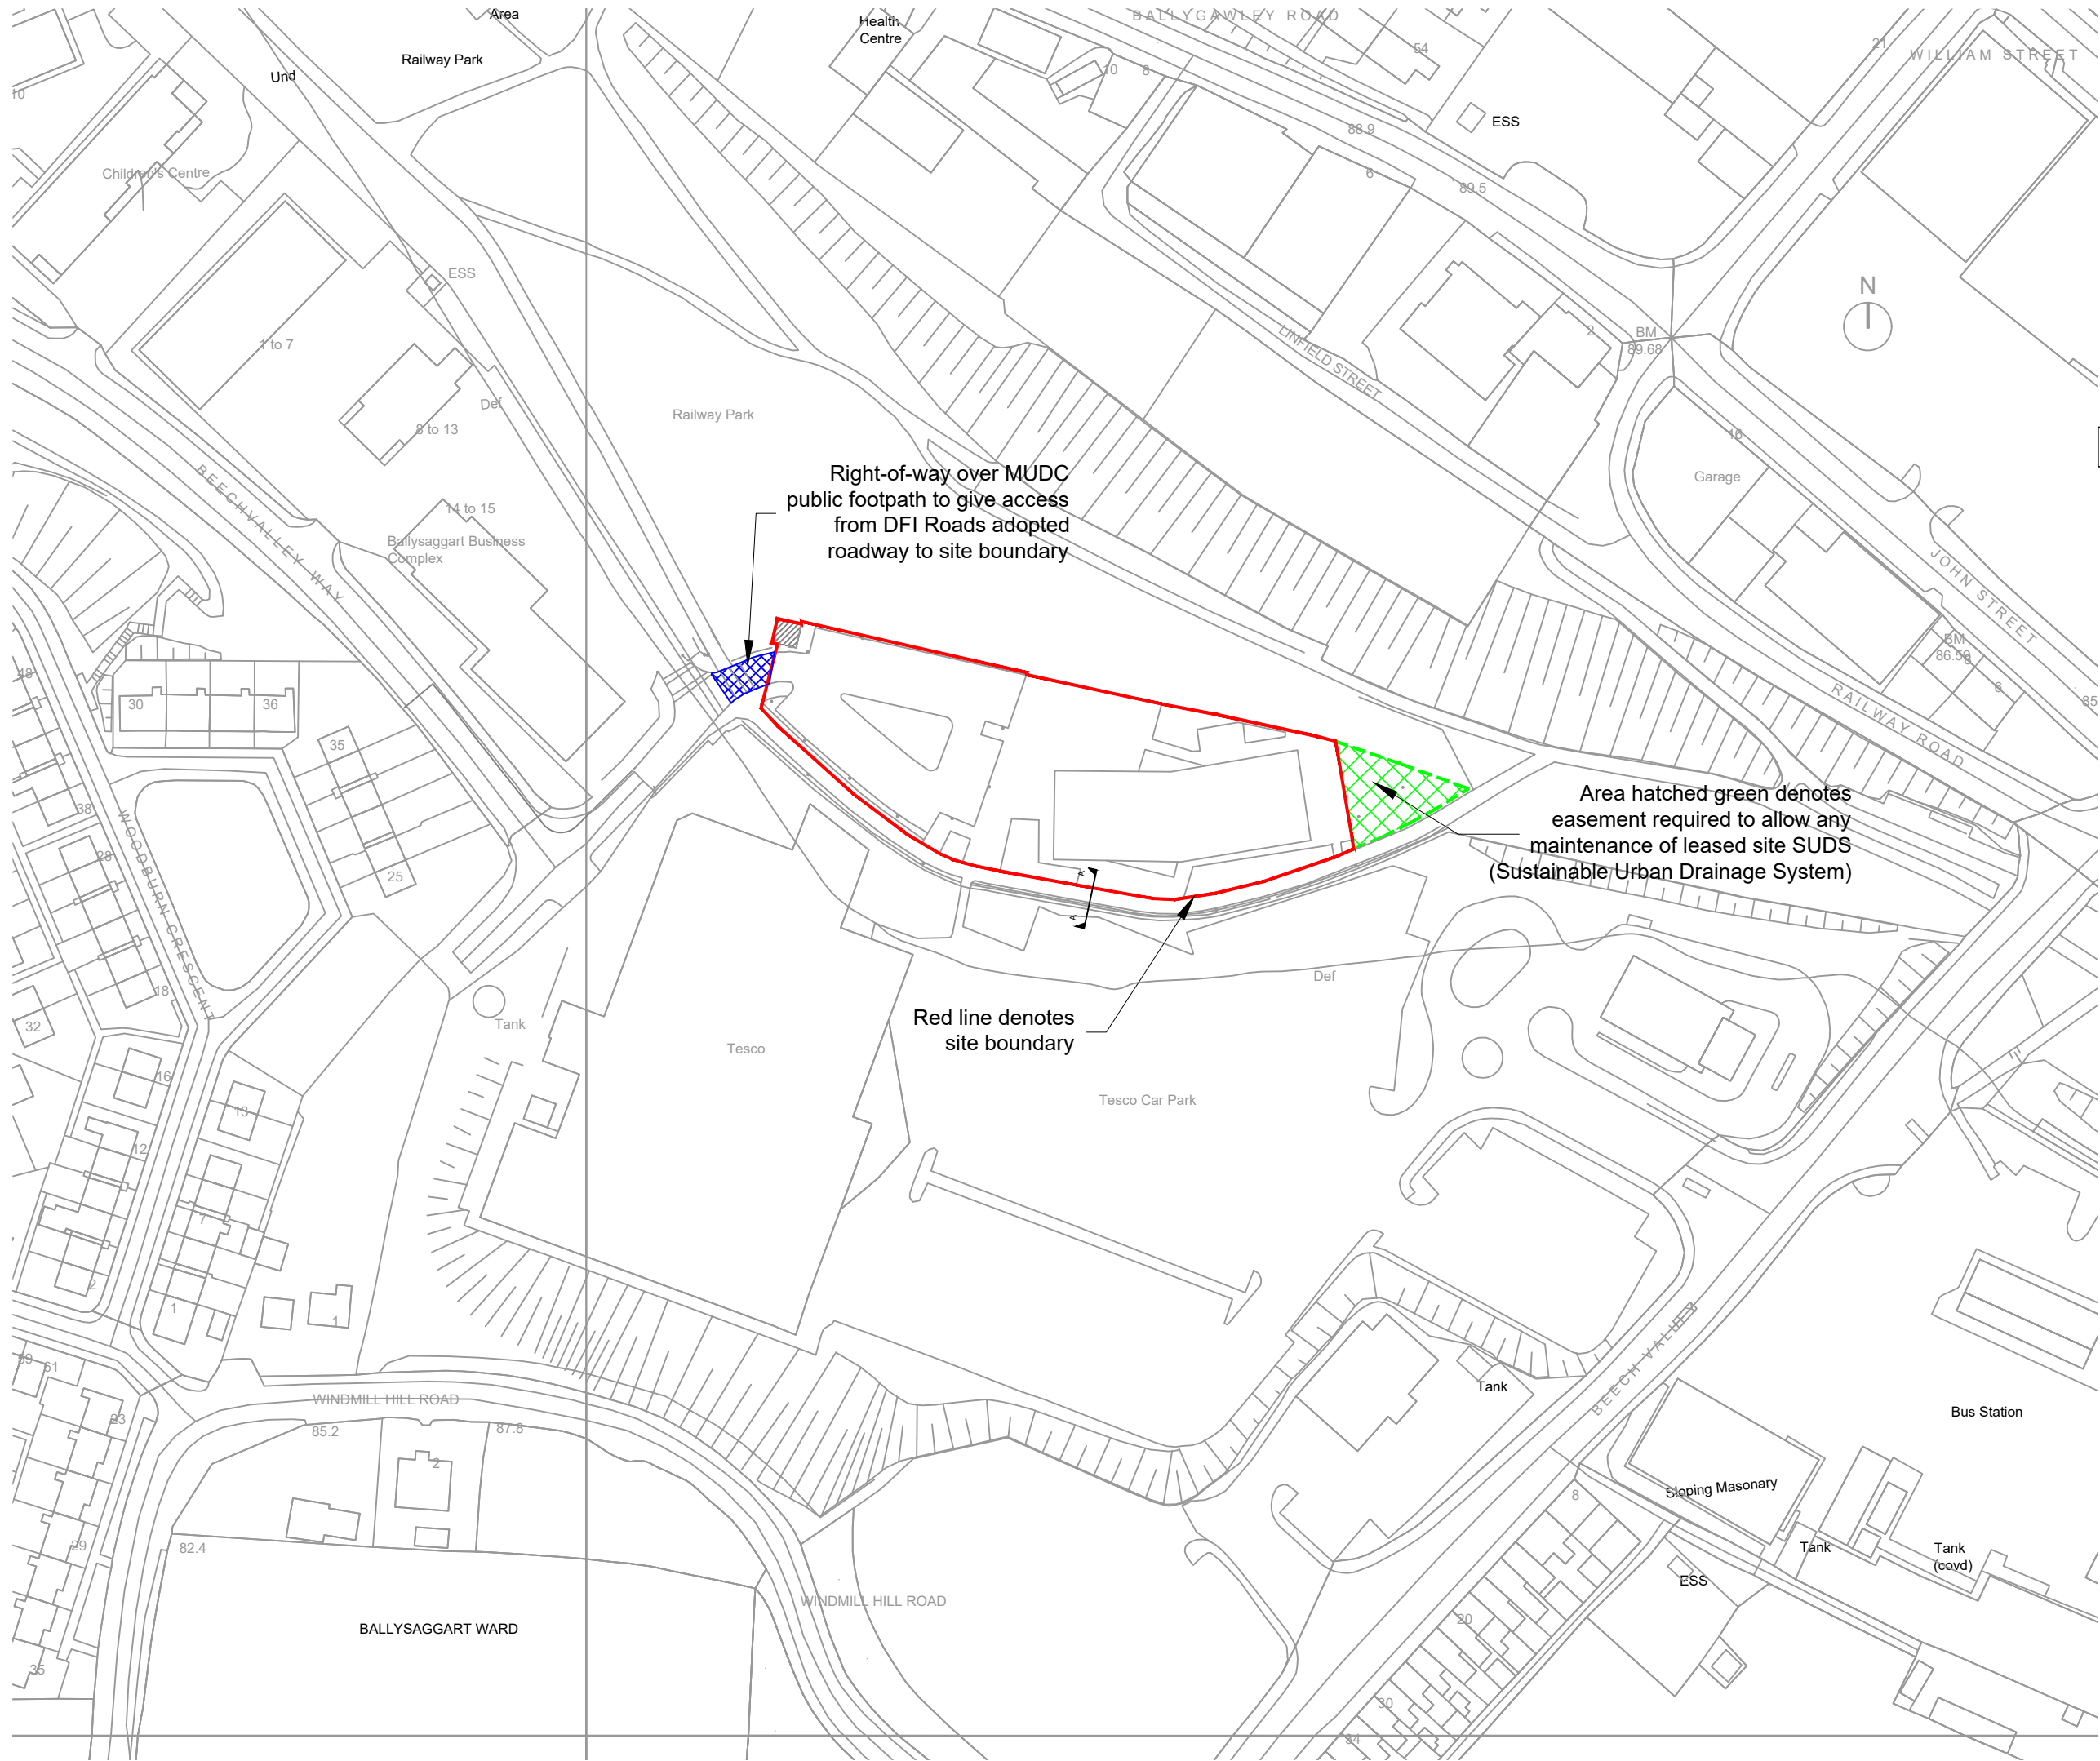 Area
Railway Park
Und
Health
Centre
BALLYGAWLEY ROAD
54
21
WILLIAM STREET
10
10
8
88.9
ESS
6
89.5
Children's Centre
ESS
N
1 to 7
LINFIELD STREET
2
BM
89.68
Def
8 to 13
Railway Park
16
Garage
BEECHVALLEY WAY
14 to 15
Ballysaggart Business
Complex
Right-of-way over MUDC
public footpath to give access
from DFI Roads adopted
roadway to site boundary
JOHN STREET
BM
86.59
8
6
85
RAILWAY ROAD
48
30
36
35
38
28
25
WOODBURN CRESCENT
18
32
Area hatched green denotes
easement required to allow any
maintenance of leased site SUDS
(Sustainable Urban Drainage System)
A
A
Def
Red line denotes
site boundary
Tank
Tesco
Tesco Car Park
16
13
12
7
2
1
1
59
61
23
WINDMILL HILL ROAD
85.2
87.8
2
BEECH VALLEY
Tank
Bus Station
Sloping Masonary
8
29
82.4
Tank
Tank
(covd)
ESS
WINDMILL HILL ROAD
20
BALLYSAGGART WARD
35
30
34